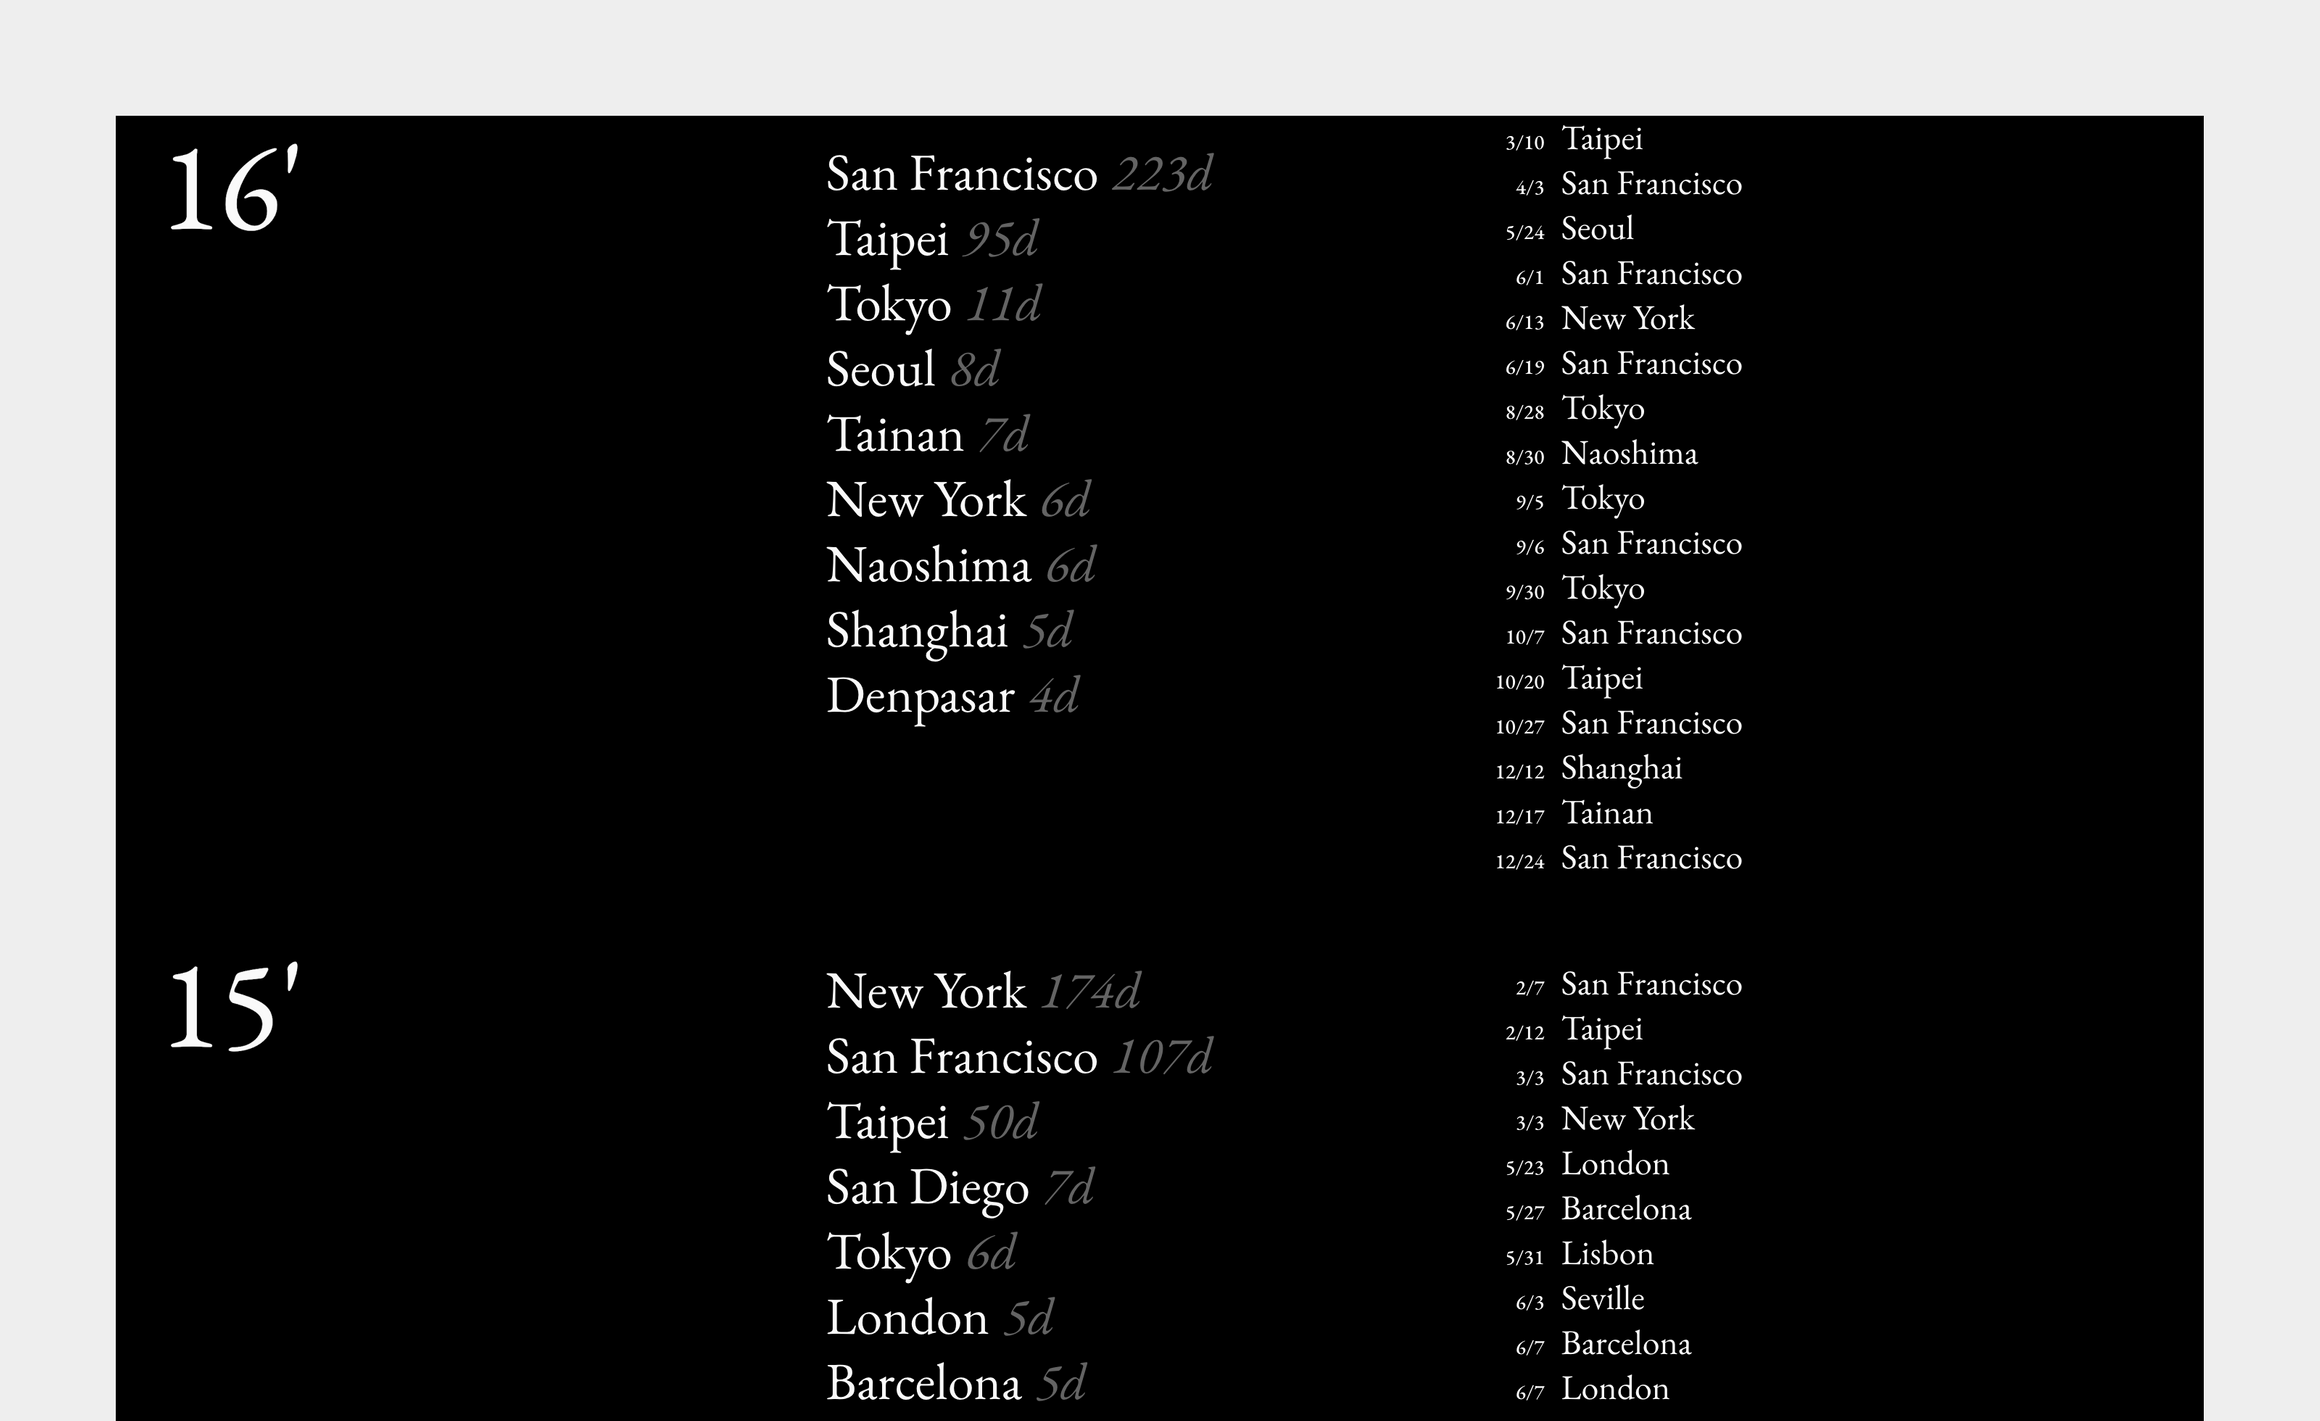 16'
San Francisco 223d
Taipei 95d
Tokyo 11d
Seoul 8d
Tainan 7d
New York 6d
Naoshima 6d
Shanghai 5d
Denpasar 4d
3/10 Taipei
4/3 San Francisco
5/24 Seoul
6/1 San Francisco
6/13 New York
6/19 San Francisco
8/28 Tokyo
8/30 Naoshima
9/5 Tokyo
9/6 San Francisco
9/30 Tokyo
10/7 San Francisco
10/20 Taipei
10/27 San Francisco
12/12 Shanghai
12/17 Tainan
12/24 San Francisco
15'
New York 174d
San Francisco 107d
Taipei 50d
San Diego 7d
Tokyo 6d
London 5d
Barcelona 5d
2/7 San Francisco
2/12 Taipei
3/3 San Francisco
3/3 New York
5/23 London
5/27 Barcelona
5/31 Lisbon
6/3 Seville
6/7 Barcelona
6/7 London